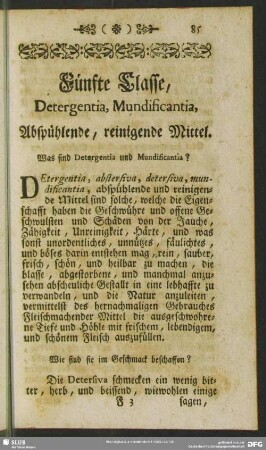 ( * ) 85
Fünfte Classe,
Detergentia, Mundificantia,
Abspühlende, reinigende Mittel.
Was sind Detergentia und Mundificantia?
DEtergentia, abstersiva, detersiva, mun-
dificantia, abspühlende und reinigen-
de Mittel sind solche, welche die Eigen-
schafft haben die Geschwühre und offene Ge-
schwulsten und Schäden von der Jauche,
Zähigkeit, Unreinigkeit, Härte, und was
sonst unordentliches, unnützes, fäulichtes
und böses darin entstehen mag, rein, sauber,
frisch, schön, und heilbar zu machen, die
blasse, abgestorbene, und manchmal anzu-
sehen abscheuliche Gestalt in eine lebhaffte zu
verwandeln, und die Natur anzuleiten,
vermittelst des hernachmaligen Gebrauches
Fleischmachender Mittel die ausgeschwohre-
ne Tiefe und Höhle mit frischem, lebendigem,
und schönem Fleisch auszufüllen.
Wie sind sie im Geschmack beschaffen?
Die Detersiva schmecken ein wenig bit-
ter, herb, und beissend, wiewohlen einige
F 3 sagen,
SLUB
DFG